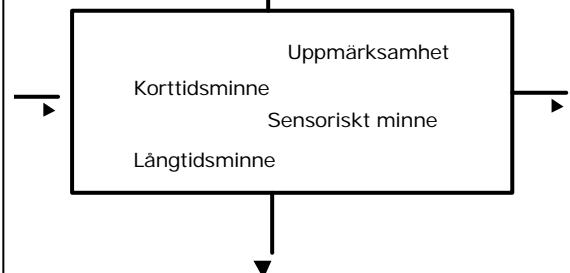 Uppmärksamhet
Korttidsminne
Sensoriskt minne
Långtidsminne